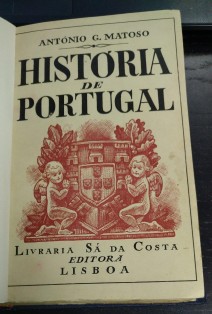 ANTÓNIO G. MATOSO
HISTÓRIA
DE
PORTUGAL
LIVRARIA SÁ DA COSTA
EDITORA
LISBOA